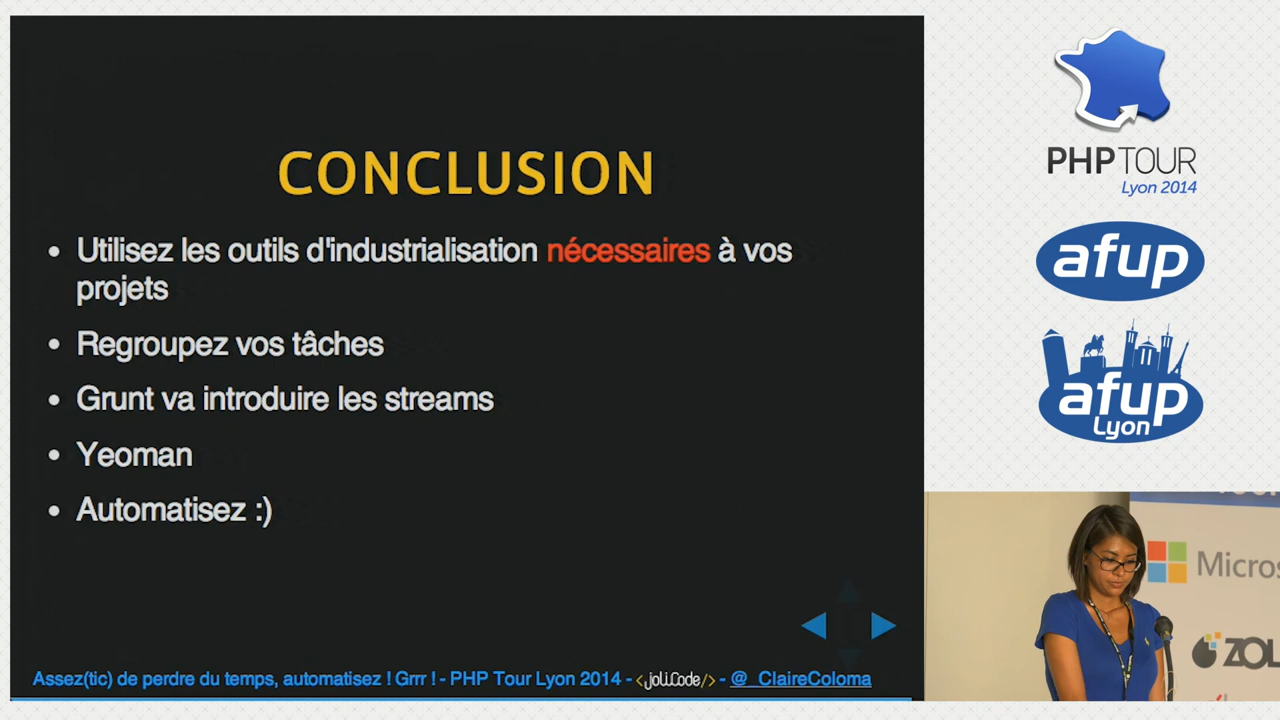 CONCLUSION
Utilisez les outils d'industrialisation nécessaires à vos
projets
Regroupez vos tâches
Grunt va introduire les streams
Yeoman
Automatisez :)
Assez(tic) de perdre du temps, automatisez ! Grrr ! - PHP Tour Lyon 2014 - <joliCode/> - @_ClaireColoma
PHP TOUR
Lyon 2014
afup
afup
Lyon
Micros
ZOL